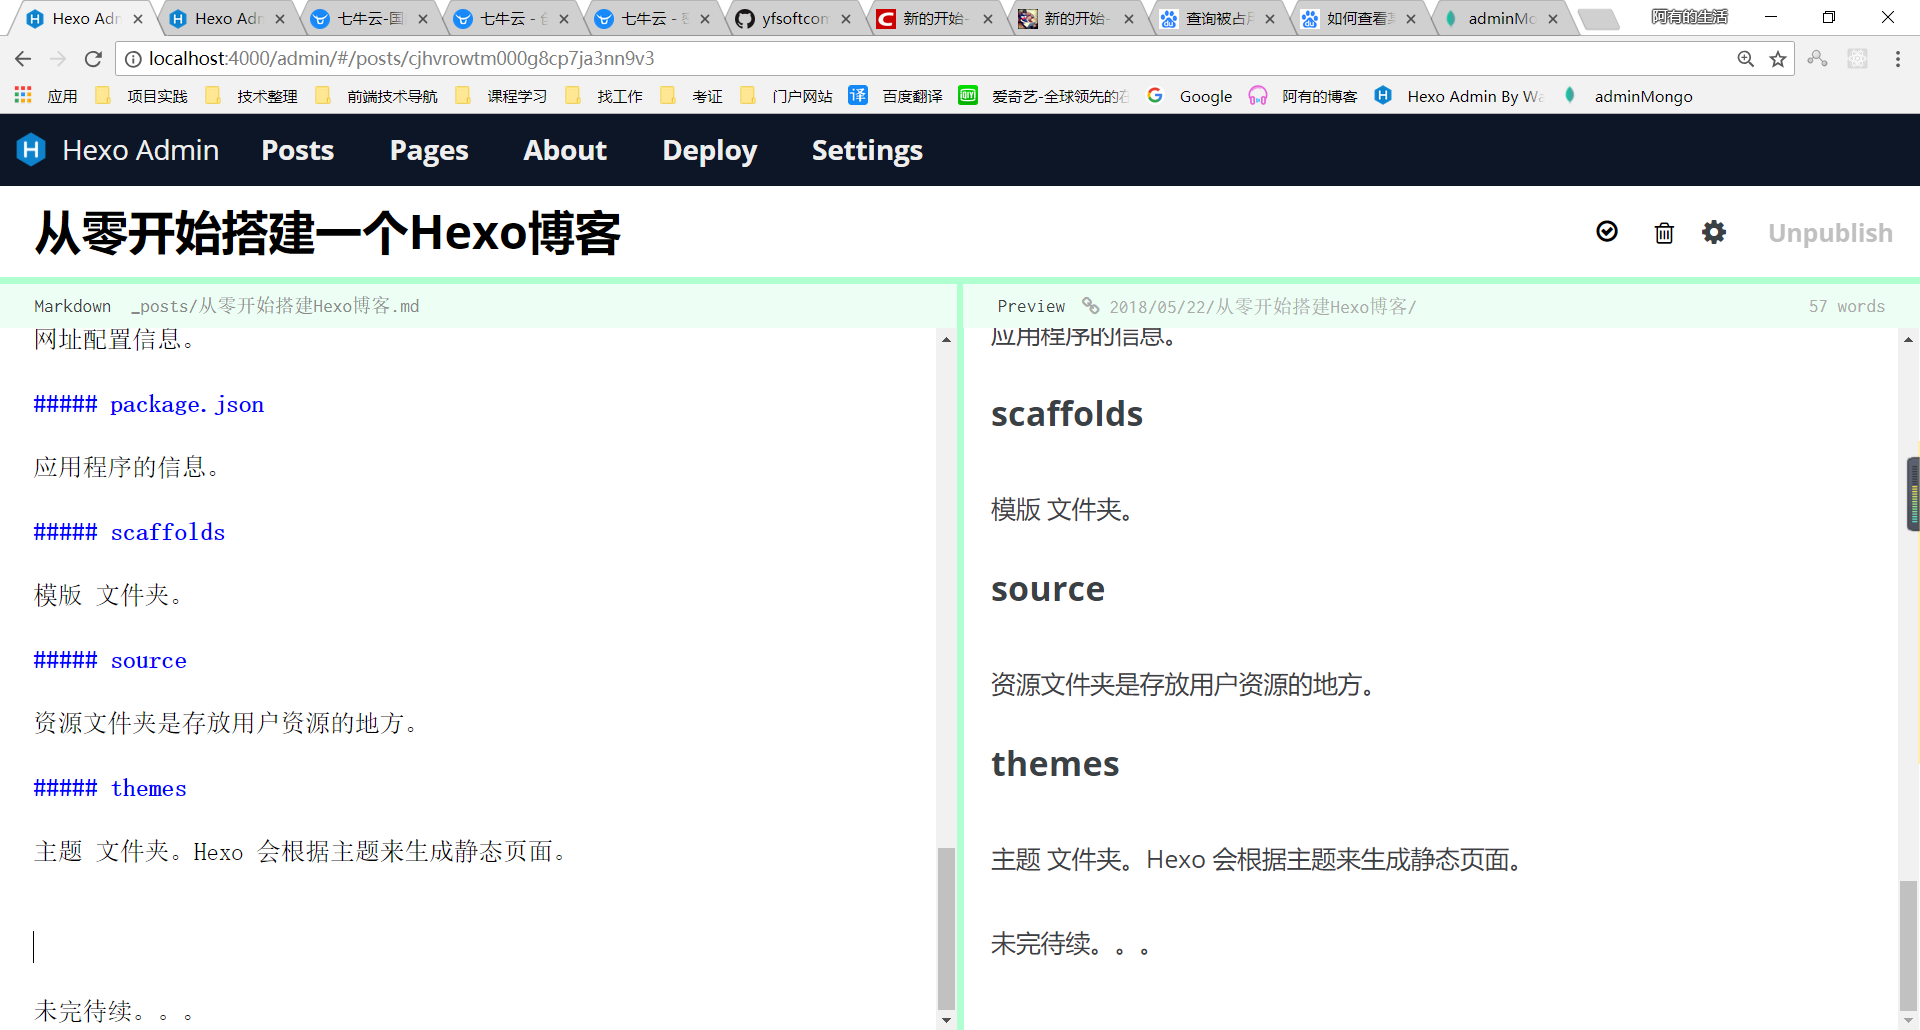 Hexo Adn
Hexo Adr
七牛云-国
七牛云 - 
七牛云 - 
yfsoftcom
新的开始-
新的开始-
查询被占用
如何查看某
adminMo
阿有的生活
localhost:4000/admin/#/posts/cjhvrowtm000g8cp7ja3nn9v3
应用 项目实践 技术整理 前端技术导航 课程学习 找工作 考证 门户网站 译 百度翻译 爱奇艺-全球领先的在 Google 阿有的博客 Hexo Admin By Wa adminMongo
Hexo Admin Posts Pages About Deploy Settings
从零开始搭建一个Hexo博客
Unpublish
Markdown _posts/从零开始搭建Hexo博客.md
网址配置信息。
##### package.json
应用程序的信息。
##### scaffolds
模版 文件夹。
##### source
资源文件夹是存放用户资源的地方。
##### themes
主题 文件夹。Hexo 会根据主题来生成静态页面。
未完待续。。。
Preview 2018/05/22/从零开始搭建Hexo博客/ 57 words
应用程序的信息。
scaffolds
模版 文件夹。
source
资源文件夹是存放用户资源的地方。
themes
主题 文件夹。Hexo 会根据主题来生成静态页面。
未完待续。。。